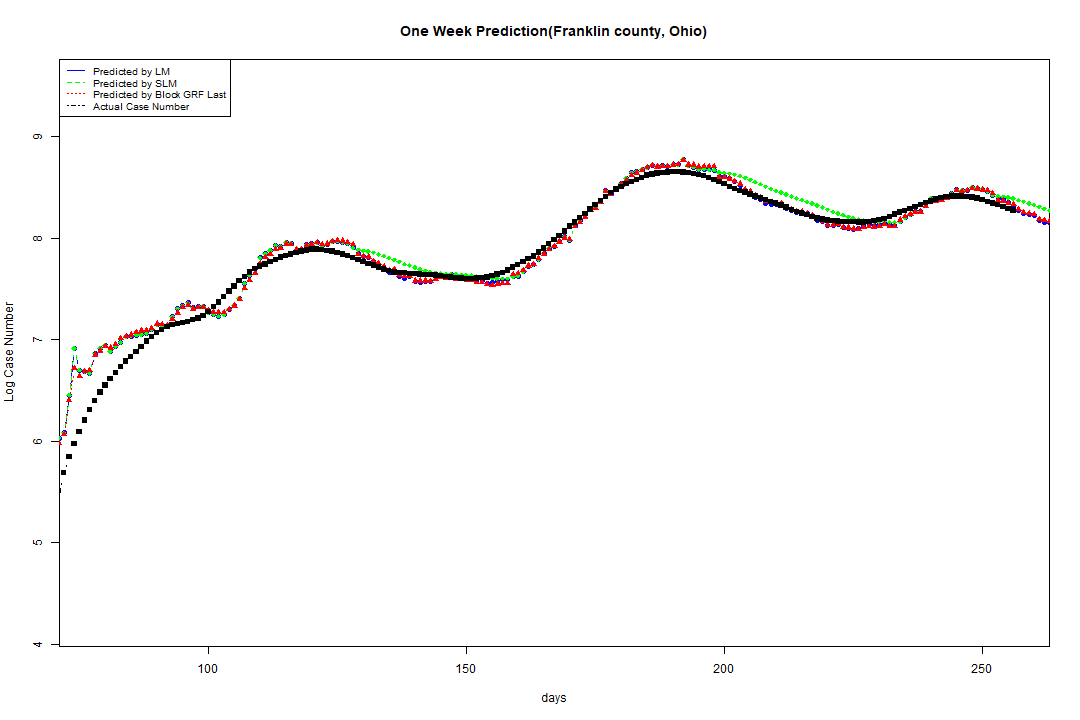 One Week Prediction(Franklin county, Ohio)
Predicted by LM
Predicted by SLM
Predicted by Block GRF Last
Actual Case Number
9
8
7
6
5
4
Log Case Number
100 150 200 250
days